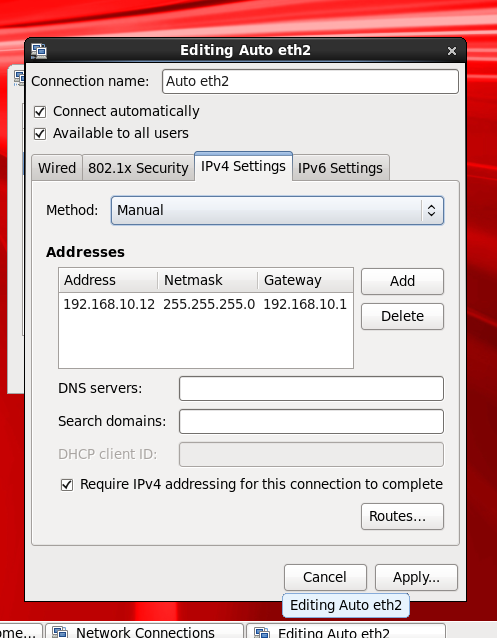 Editing Auto eth2
Connection name: Auto eth2
Connect automatically
Available to all users
Wired 802.1x Security IPv4 Settings IPv6 Settings
Method: Manual
Addresses
Address Netmask Gateway
192.168.10.12 255.255.255.0 192.168.10.1
Add
Delete
DNS servers:
Search domains:
DHCP client ID:
Require IPv4 addressing for this connection to complete
Routes...
Cancel Apply...
Editing Auto eth2
ome... Network Connections Editing Auto eth2